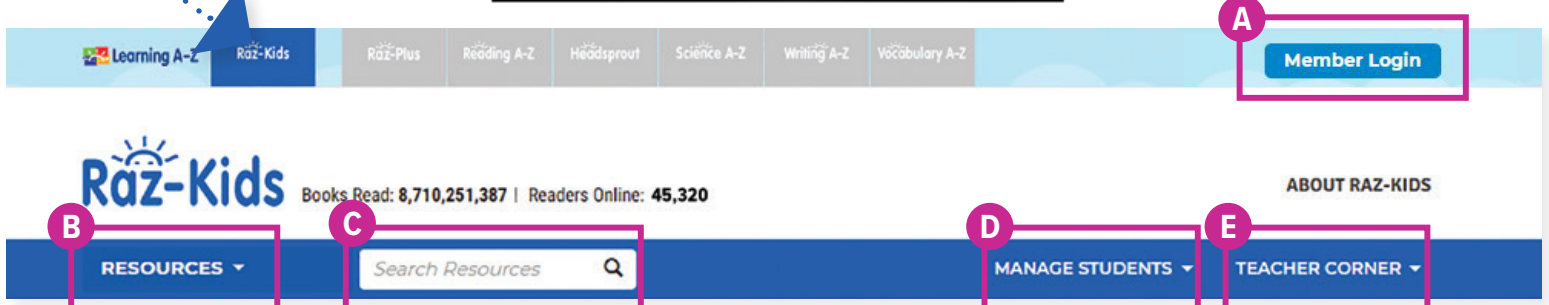 A
Learning A-Z Raz-Kids Raz-Plus Reading A-Z Headsprout Science A-Z Writing A-Z Vocabulary A-Z Member Login
Raz-Kids Books Read: 8,710,251,387 | Readers Online: 45,320 ABOUT RAZ-KIDS
B C D E
RESOURCES Search Resources MANAGE STUDENTS TEACHER CORNER